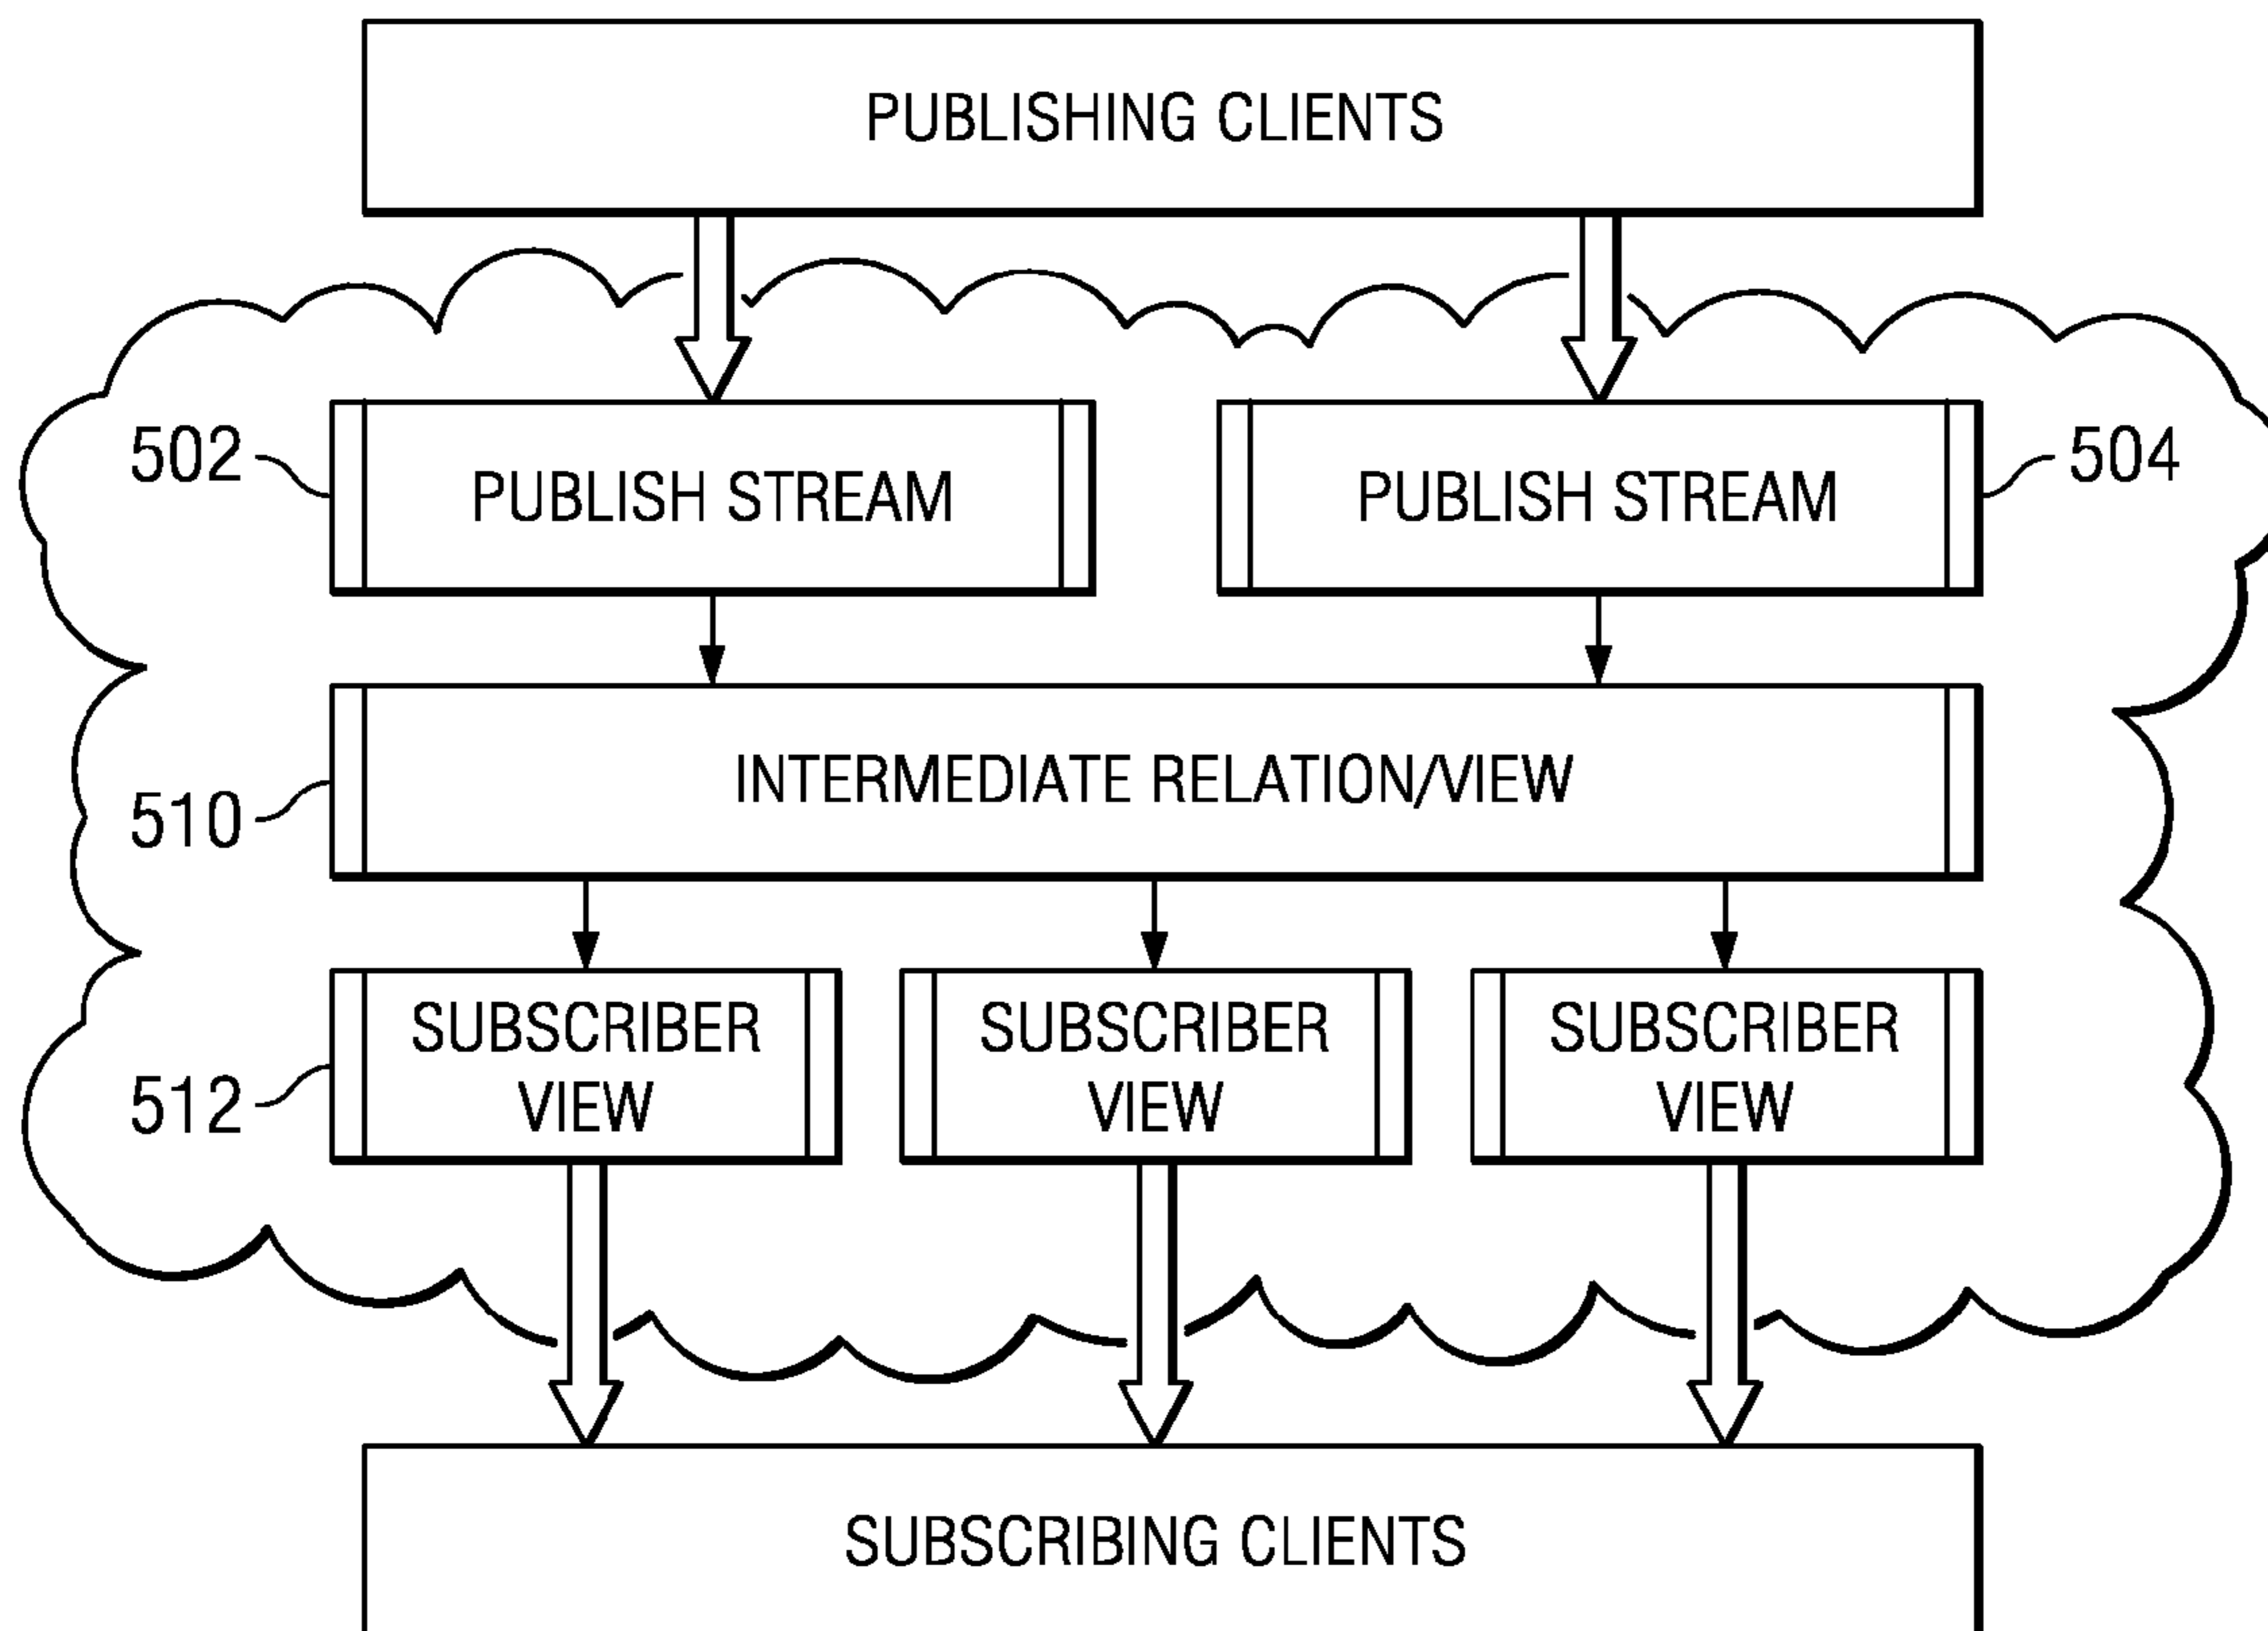 PUBLISHING CLIENTS
502
PUBLISH STREAM
PUBLISH STREAM
504
INTERMEDIATE RELATION/VIEW
510
SUBSCRIBER
VIEW
SUBSCRIBER
VIEW
SUBSCRIBER
VIEW
512
SUBSCRIBING CLIENTS